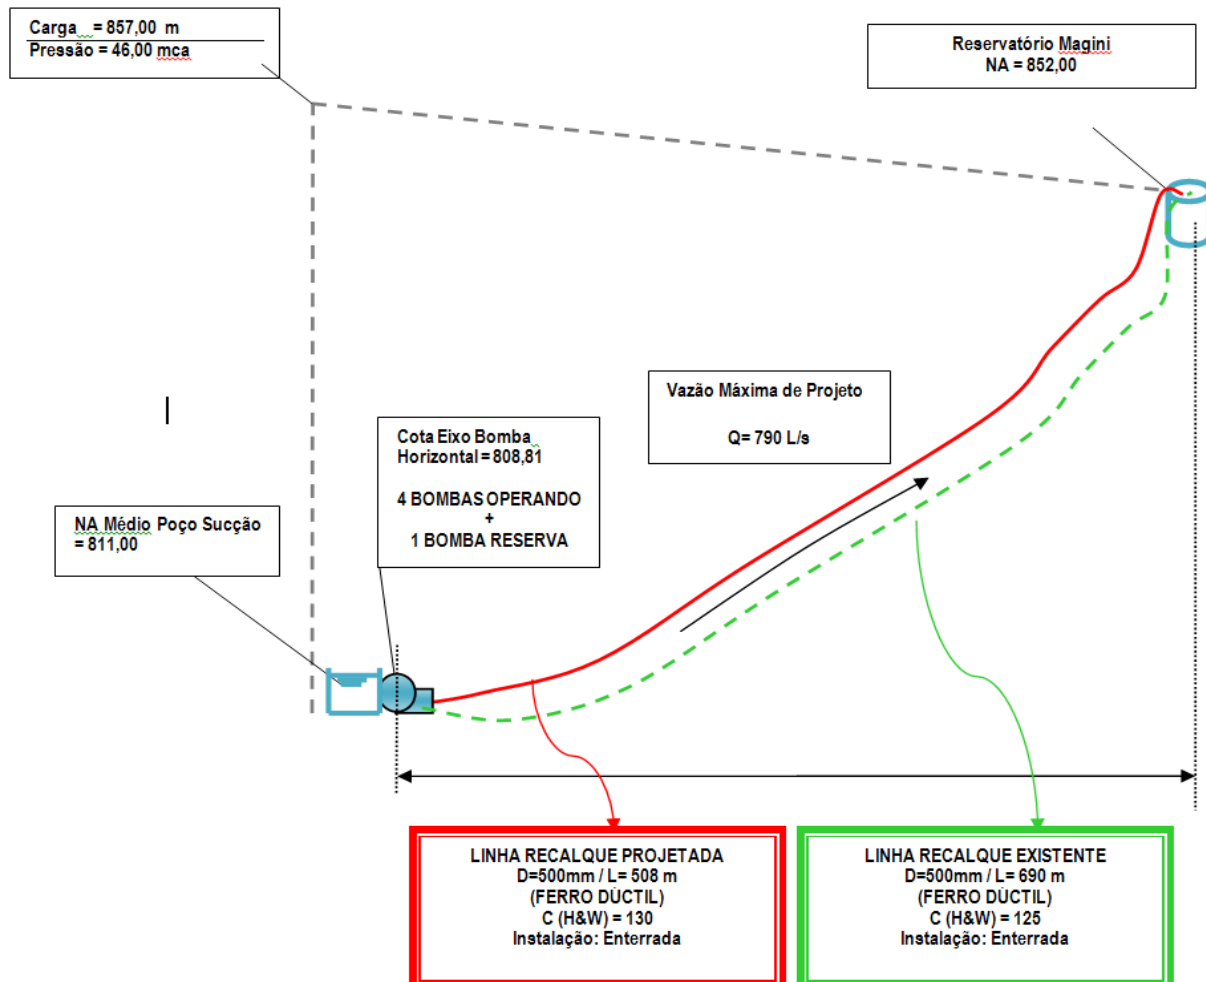 Carga = 857,00 m
Pressão = 46,00 mca
Reservatório Magini
NA = 852,00
Vazão Máxima de Projeto
Q= 790 L/s
Cota Eixo Bomba
Horizontal = 808,81
4 BOMBAS OPERANDO
+
1 BOMBA RESERVA
NA Médio Poço Sucção
= 811,00
LINHA RECALQUE PROJETADA
D=500mm / L= 508 m
(FERRO DÚCTIL)
C (H&W) = 130
Instalação: Enterrada
LINHA RECALQUE EXISTENTE
D=500mm / L= 690 m
(FERRO DÚCTIL)
C (H&W) = 125
Instalação: Enterrada